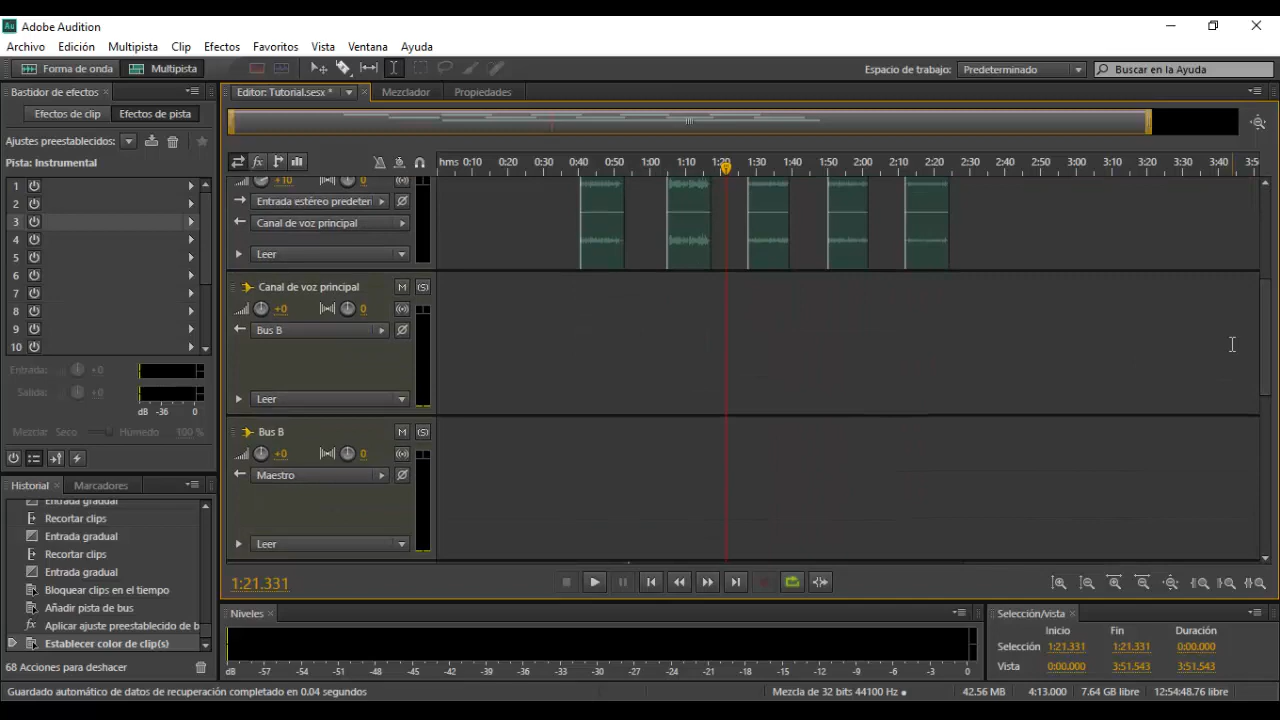 Au Adobe Audition
Archivo Edición Multipista Clip Efectos Favoritos Vista Ventana Ayuda
Forma de onda Multipista Espacio de trabajo: Predeterminado Buscar en la Ayuda
Bastidor de efectos Editor: Tutorial.sesx * Mezclador Propiedades
Efectos de clip Efectos de pista
Ajustes preestablecidos:
Pista: Instrumental
hms 0:10 0:20 0:30 0:40 0:50 1:00 1:10 1:20 1:30 1:40 1:50 2:00 2:10 2:20 2:30 2:40 2:50 3:00 3:10 3:20 3:30 3:40 3:5
+10 0
1
2
3
4
5
6
7
8
9
10
Entrada estéreo predeter
Canal de voz principal
Leer
Canal de voz principal M (S)
+0 0
Bus B
Leer
Bus B M (S)
+0 0
Maestro
Leer
Entrada: +0
Salida: +0
dB -36 0
Mezclar Seco Húmedo 100 %
Historial Marcadores
Entrada gradual
Recortar clips
Entrada gradual
Recortar clips
Entrada gradual
Bloquear clips en el tiempo
Añadir pista de bus
fx Aplicar ajuste preestablecido de b
Establecer color de clip(s)
68 Acciones para deshacer
1:21.331
Niveles
dB -57 -54 -51 -48 -45 -42 -39 -36 -33 -30 -27 -24 -21 -18 -15 -12 -9 -6 -3 0
Selección/vista
Inicio Fin Duración
Selección 1:21.331 1:21.331 0:00.000
Vista 0:00.000 3:51.543 3:51.543
Guardado automático de datos de recuperación completado en 0.04 segundos Mezcla de 32 bits 44100 Hz 42.56 MB 4:13.000 7.64 GB libre 12:54:48.76 libre